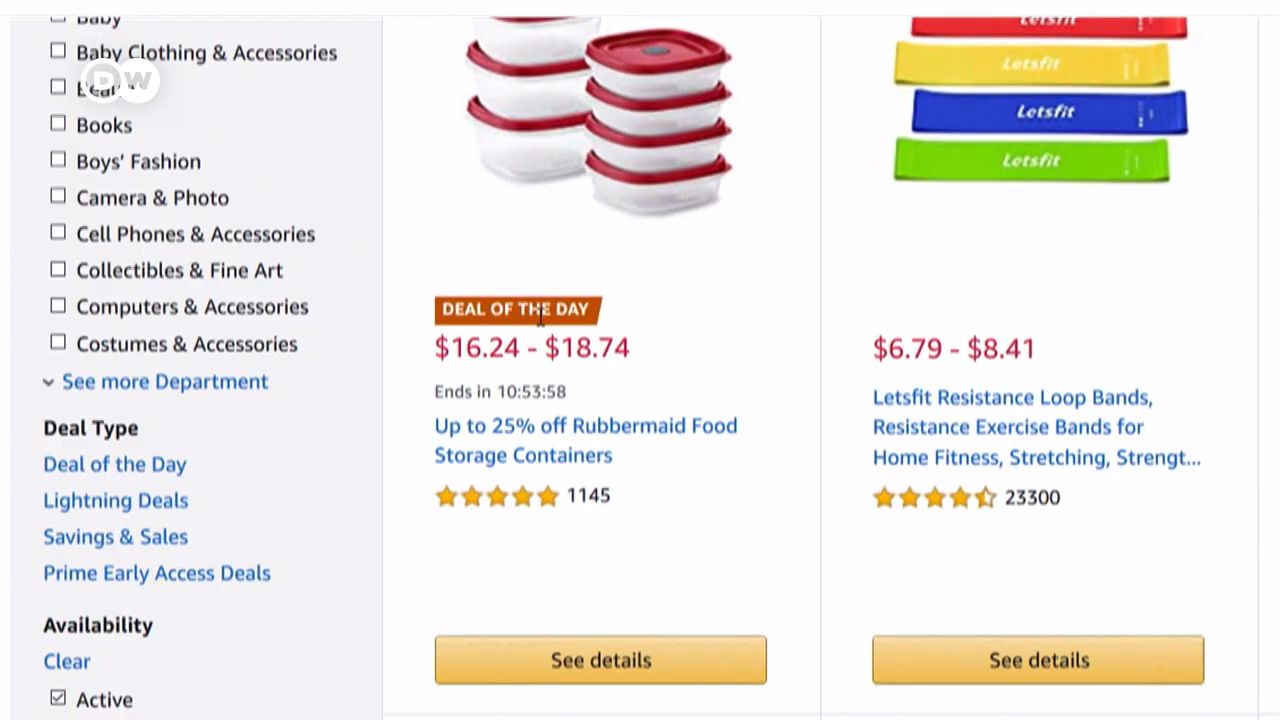 Baby
Baby Clothing & Accessories
DW
Books
Boys' Fashion
Camera & Photo
Cell Phones & Accessories
Collectibles & Fine Art
Computers & Accessories
Costumes & Accessories
See more Department
Deal Type
Deal of the Day
Lightning Deals
Savings & Sales
Prime Early Access Deals
Availability
Clear
Active
DEAL OF THE DAY
$16.24 - $18.74
Ends in 10:53:58
Up to 25% off Rubbermaid Food
Storage Containers
1145
See details
Letsfit
Letsfit
Letsfit
Letsfit
$6.79 - $8.41
Letsfit Resistance Loop Bands,
Resistance Exercise Bands for
Home Fitness, Stretching, Strengt...
23300
See details